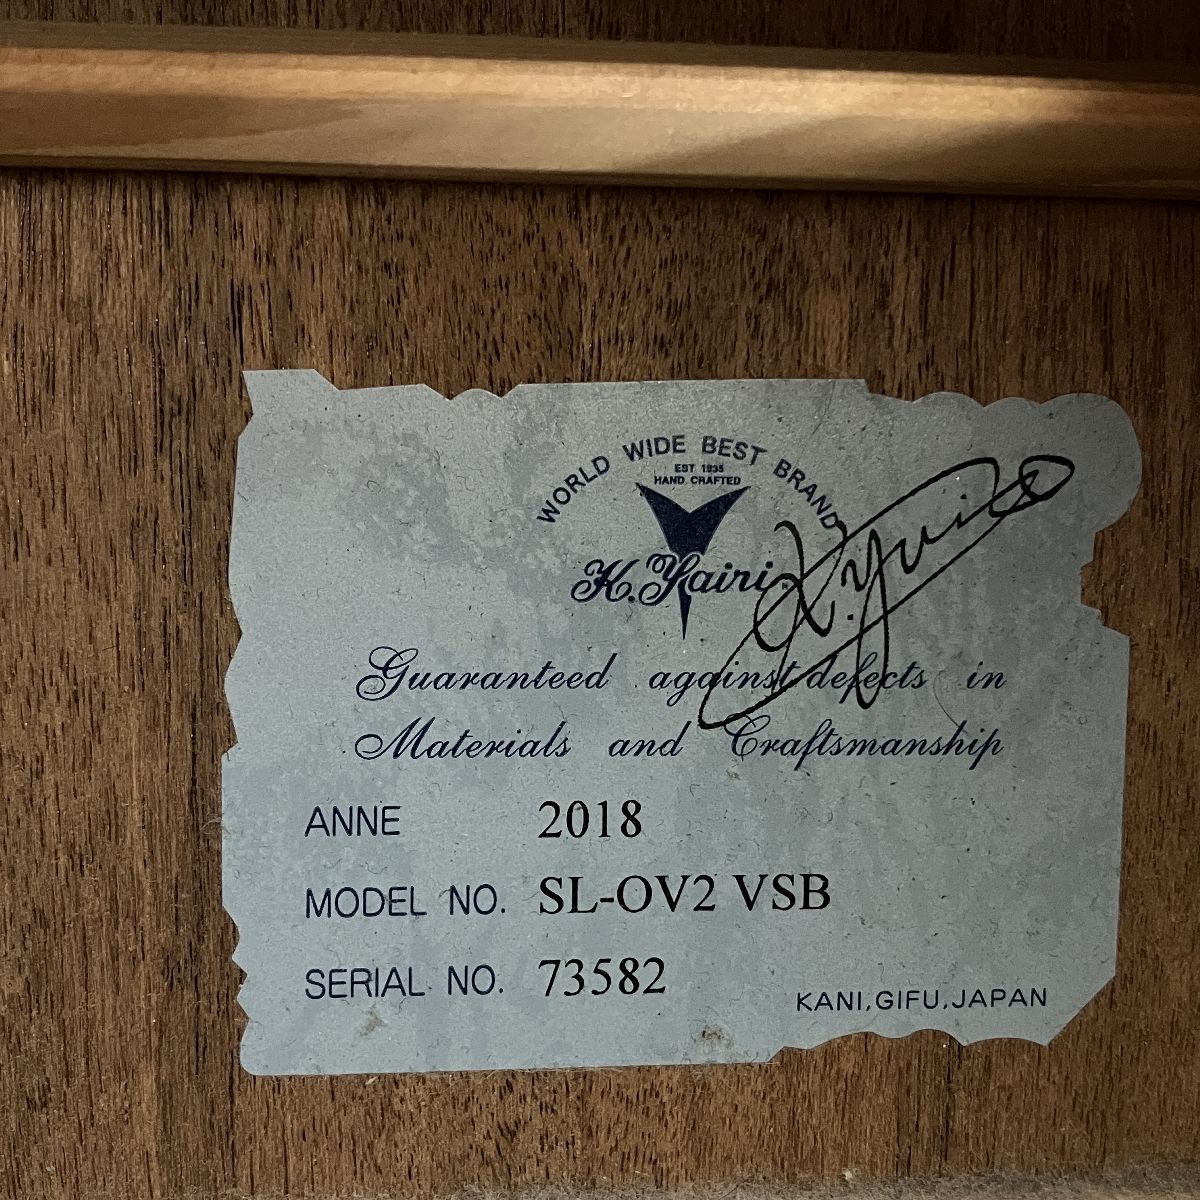 WORLD WIDE BEST BRAND
EST 1935
HAND CRAFTED
K.Yairi
K.Yairi
Guaranteed against defects in
Materials and Craftsmanship
ANNE 2018
MODEL NO. SL-OV2 VSB
SERIAL NO. 73582
KANI,GIFU,JAPAN